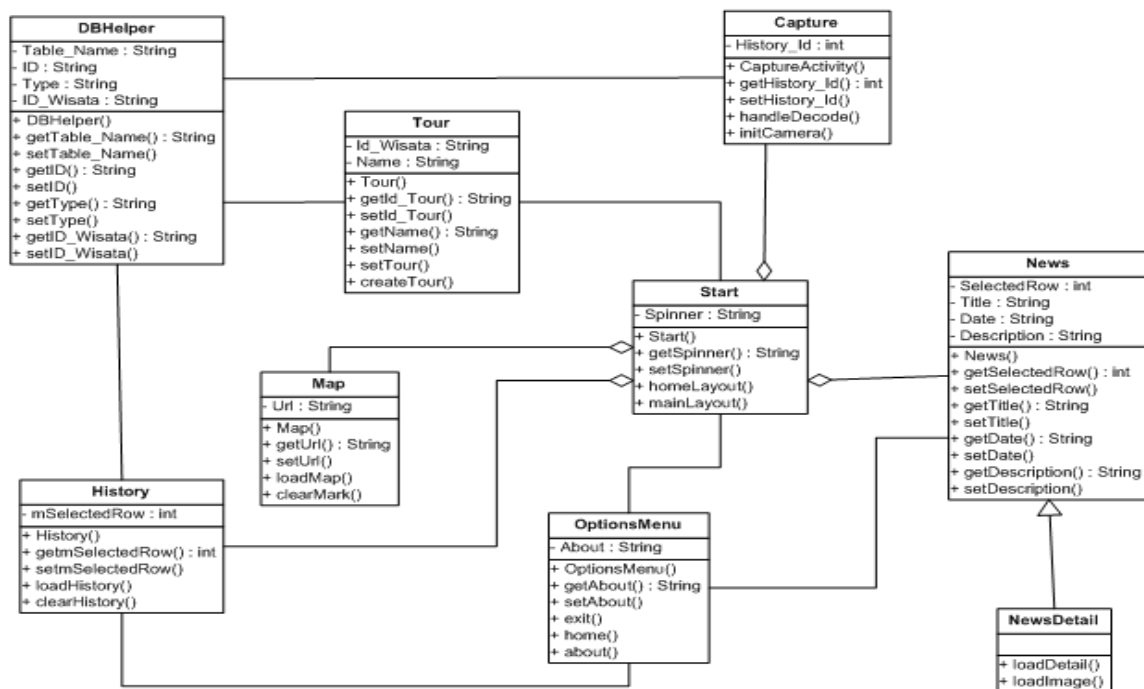 DBHelper
- Table_Name : String
- ID : String
- Type : String
- ID_Wisata : String
+ DBHelper()
+ getTable_Name() : String
+ setTable_Name()
+ getID() : String
+ setID()
+ getType() : String
+ setType()
+ getID_Wisata() : String
+ setID_Wisata()
Capture
- History_Id : int
+ CaptureActivity()
+ getHistory_Id() : int
+ setHistory_Id()
+ handleDecode()
+ initCamera()
Tour
- Id_Wisata : String
- Name : String
+ Tour()
+ getId_Tour() : String
+ setId_Tour()
+ getName() : String
+ setName()
+ setTour()
+ createTour()
Start
- Spinner : String
+ Start()
+ getSpinner() : String
+ setSpinner()
+ homeLayout()
+ mainLayout()
News
- SelectedRow : int
- Title : String
- Date : String
- Description : String
+ News()
+ getSelectedRow() : int
+ setSelectedRow()
+ getTitle() : String
+ setTitle()
+ getDate() : String
+ setDate()
+ getDescription() : String
+ setDescription()
Map
- Url : String
+ Map()
+ getUrl() : String
+ setUrl()
+ loadMap()
+ clearMark()
History
- mSelectedRow : int
+ History()
+ getmSelectedRow() : int
+ setmSelectedRow()
+ loadHistory()
+ clearHistory()
OptionsMenu
- About : String
+ OptionsMenu()
+ getAbout() : String
+ setAbout()
+ exit()
+ home()
+ about()
NewsDetail
+ loadDetail()
+ loadImage()